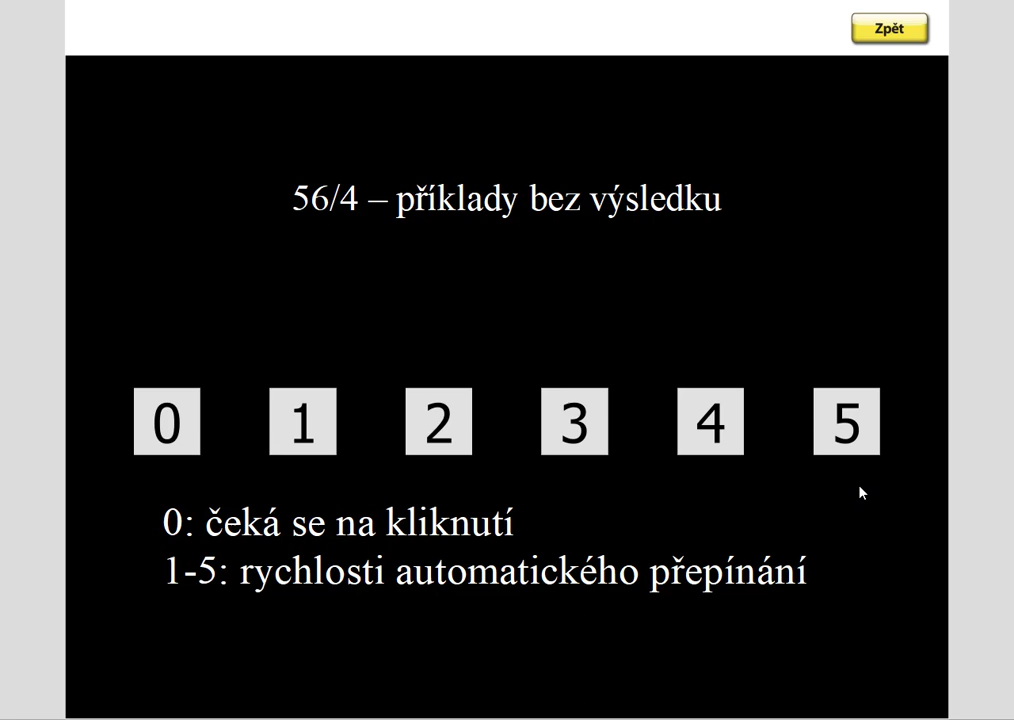 Zpět
56/4 – příklady bez výsledku
0 1 2 3 4 5
0: čeká se na kliknutí
1-5: rychlosti automatického přepínání